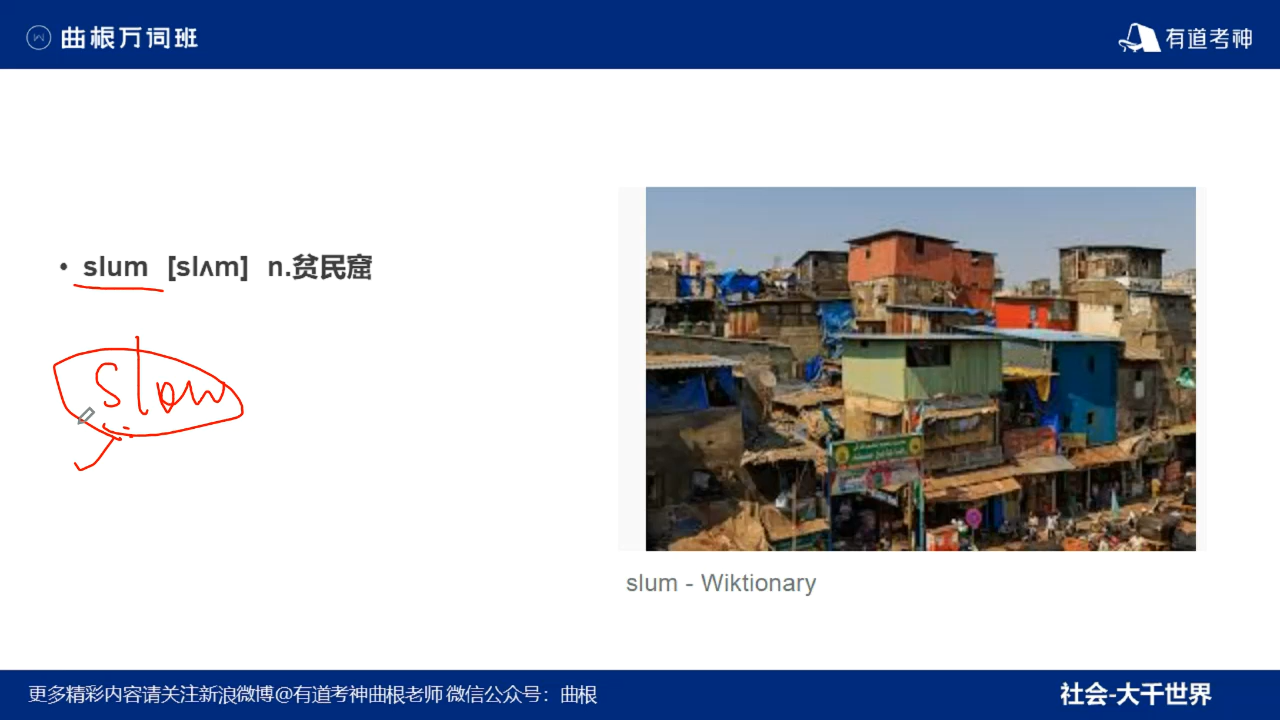 曲根万词班
有道考神
• slum [slʌm] n.贫民窟
slow
slum - Wiktionary
更多精彩内容请关注新浪微博@有道考神曲根老师 微信公众号：曲根
社会-大千世界